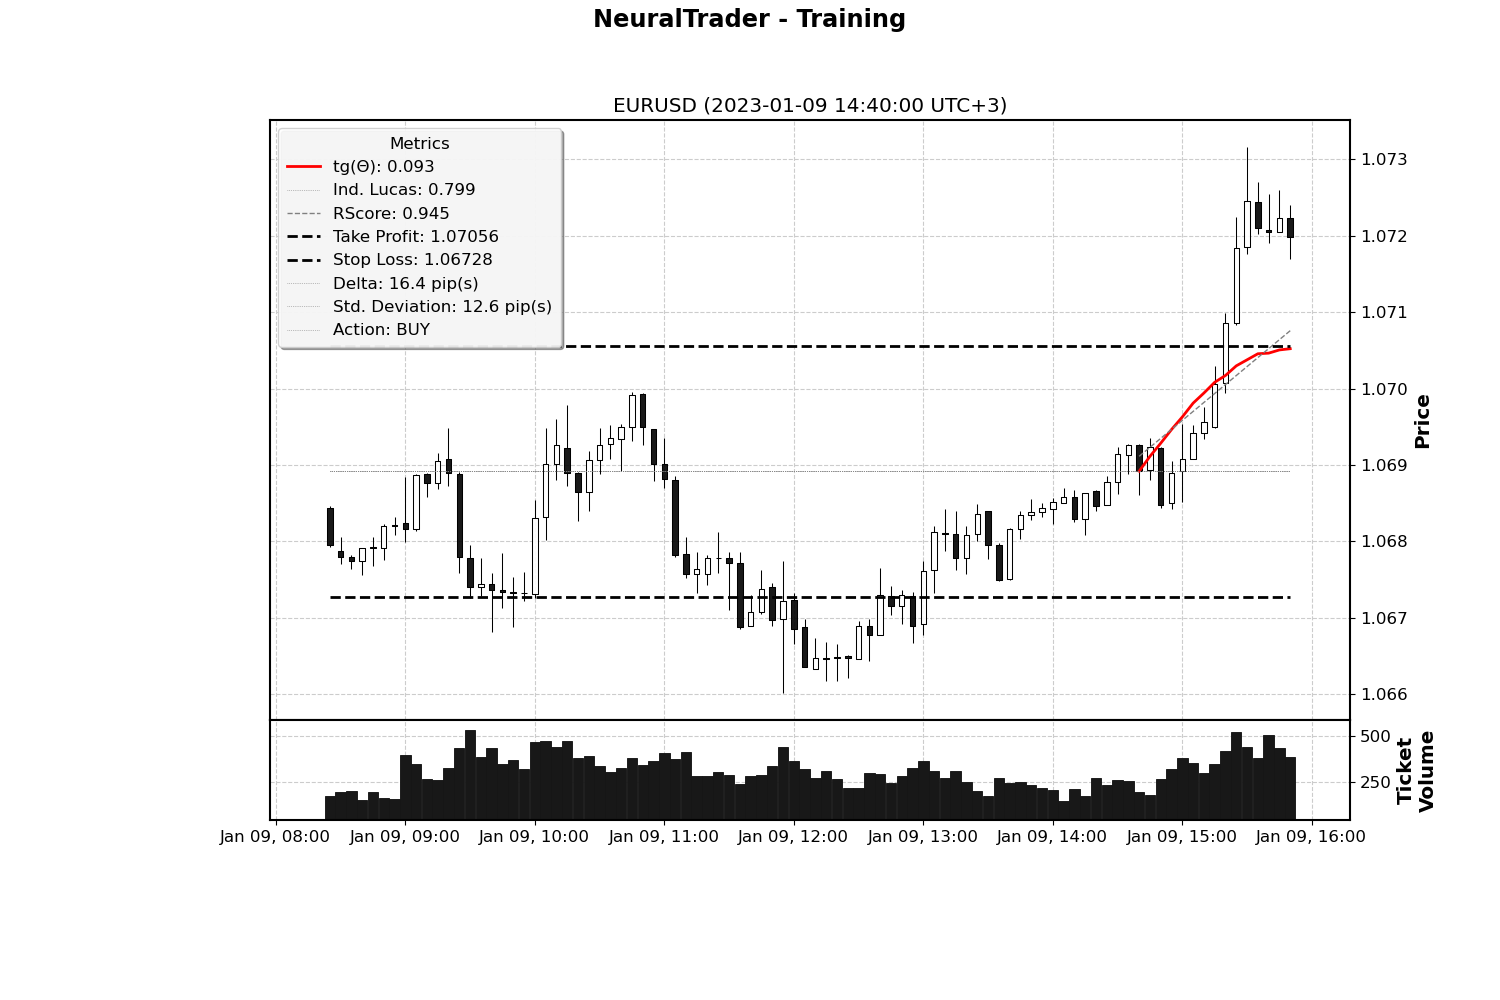 NeuralTrader - Training
EURUSD (2023-01-09 14:40:00 UTC+3)
Metrics
tg(Θ): 0.093
Ind. Lucas: 0.799
RScore: 0.945
Take Profit: 1.07056
Stop Loss: 1.06728
Delta: 16.4 pip(s)
Std. Deviation: 12.6 pip(s)
Action: BUY
1.073
1.072
1.071
1.070
1.069
1.068
1.067
1.066
Price
500
250
Ticket
Volume
Jan 09, 08:00
Jan 09, 09:00
Jan 09, 10:00
Jan 09, 11:00
Jan 09, 12:00
Jan 09, 13:00
Jan 09, 14:00
Jan 09, 15:00
Jan 09, 16:00